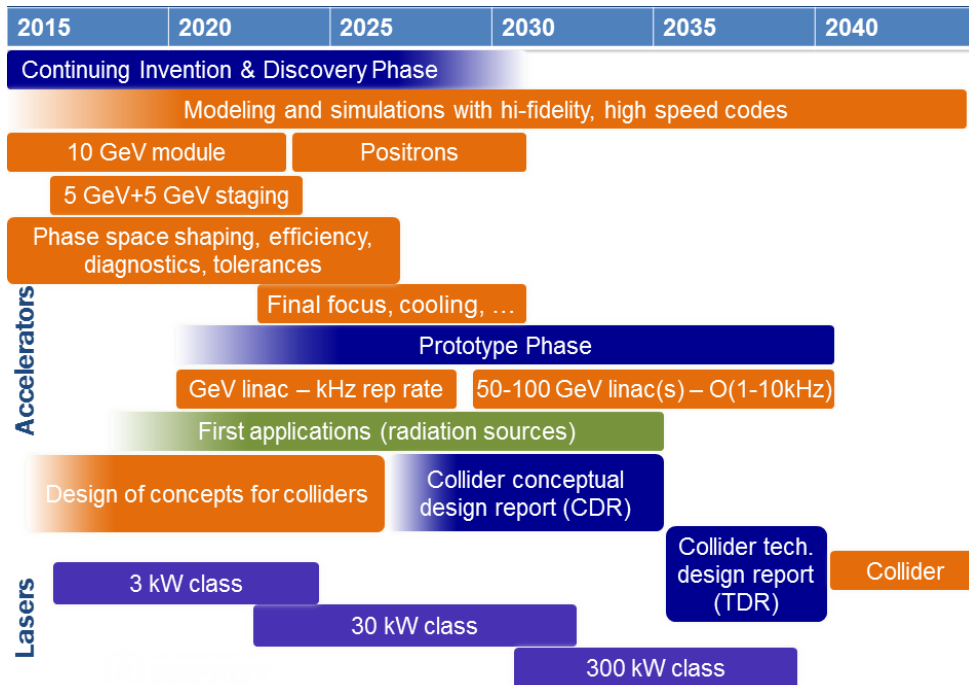 2015 2020 2025 2030 2035 2040
Continuing Invention & Discovery Phase
Modeling and simulations with hi-fidelity, high speed codes
10 GeV module
Positrons
5 GeV+5 GeV staging
Phase space shaping, efficiency,
diagnostics, tolerances
Final focus, cooling, …
Prototype Phase
GeV linac – kHz rep rate
50-100 GeV linac(s) – O(1-10kHz)
First applications (radiation sources)
Design of concepts for colliders
Collider conceptual
design report (CDR)
Collider tech.
design report
(TDR)
Collider
Accelerators
3 kW class
30 kW class
300 kW class
Lasers